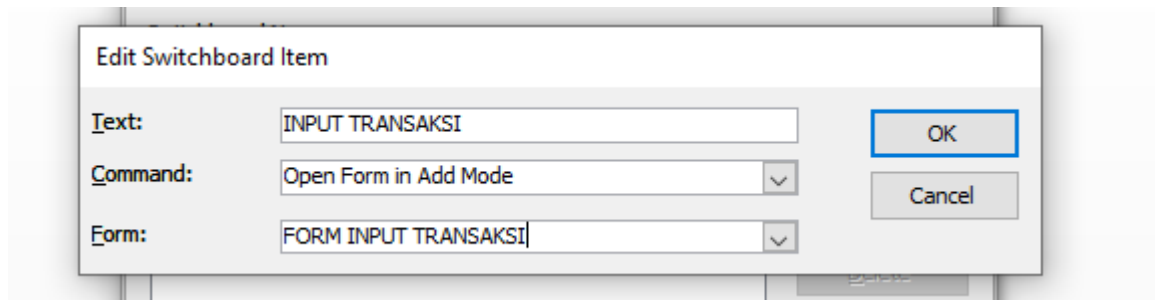 Edit Switchboard Item
Text: INPUT TRANSAKSI OK
Command: Open Form in Add Mode Cancel
Form: FORM INPUT TRANSAKSI